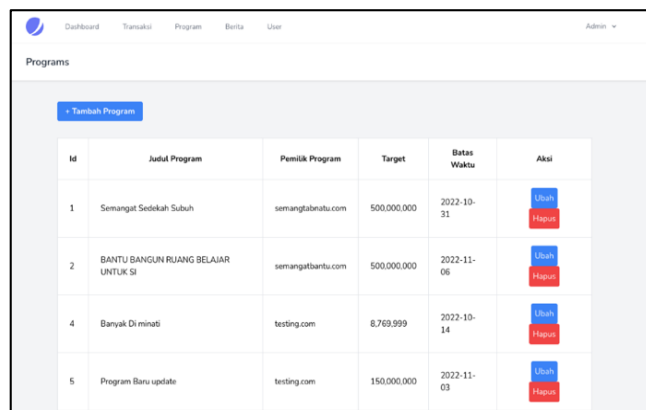 Dashboard Transaksi Program Berita User Admin
Programs
+ Tambah Program
Id Judul Program Pemilik Program Target Batas Waktu Aksi
1 Semangat Sedekah Subuh semangtabnatu.com 500,000,000 2022-10-31 Ubah
Hapus
2 BANTU BANGUN RUANG BELAJAR UNTUK SI semangatbantu.com 500,000,000 2022-11-06 Ubah
Hapus
4 Banyak Di minati testing.com 8,769,999 2022-10-14 Ubah
Hapus
5 Program Baru update testing.com 150,000,000 2022-11-03 Ubah
Hapus